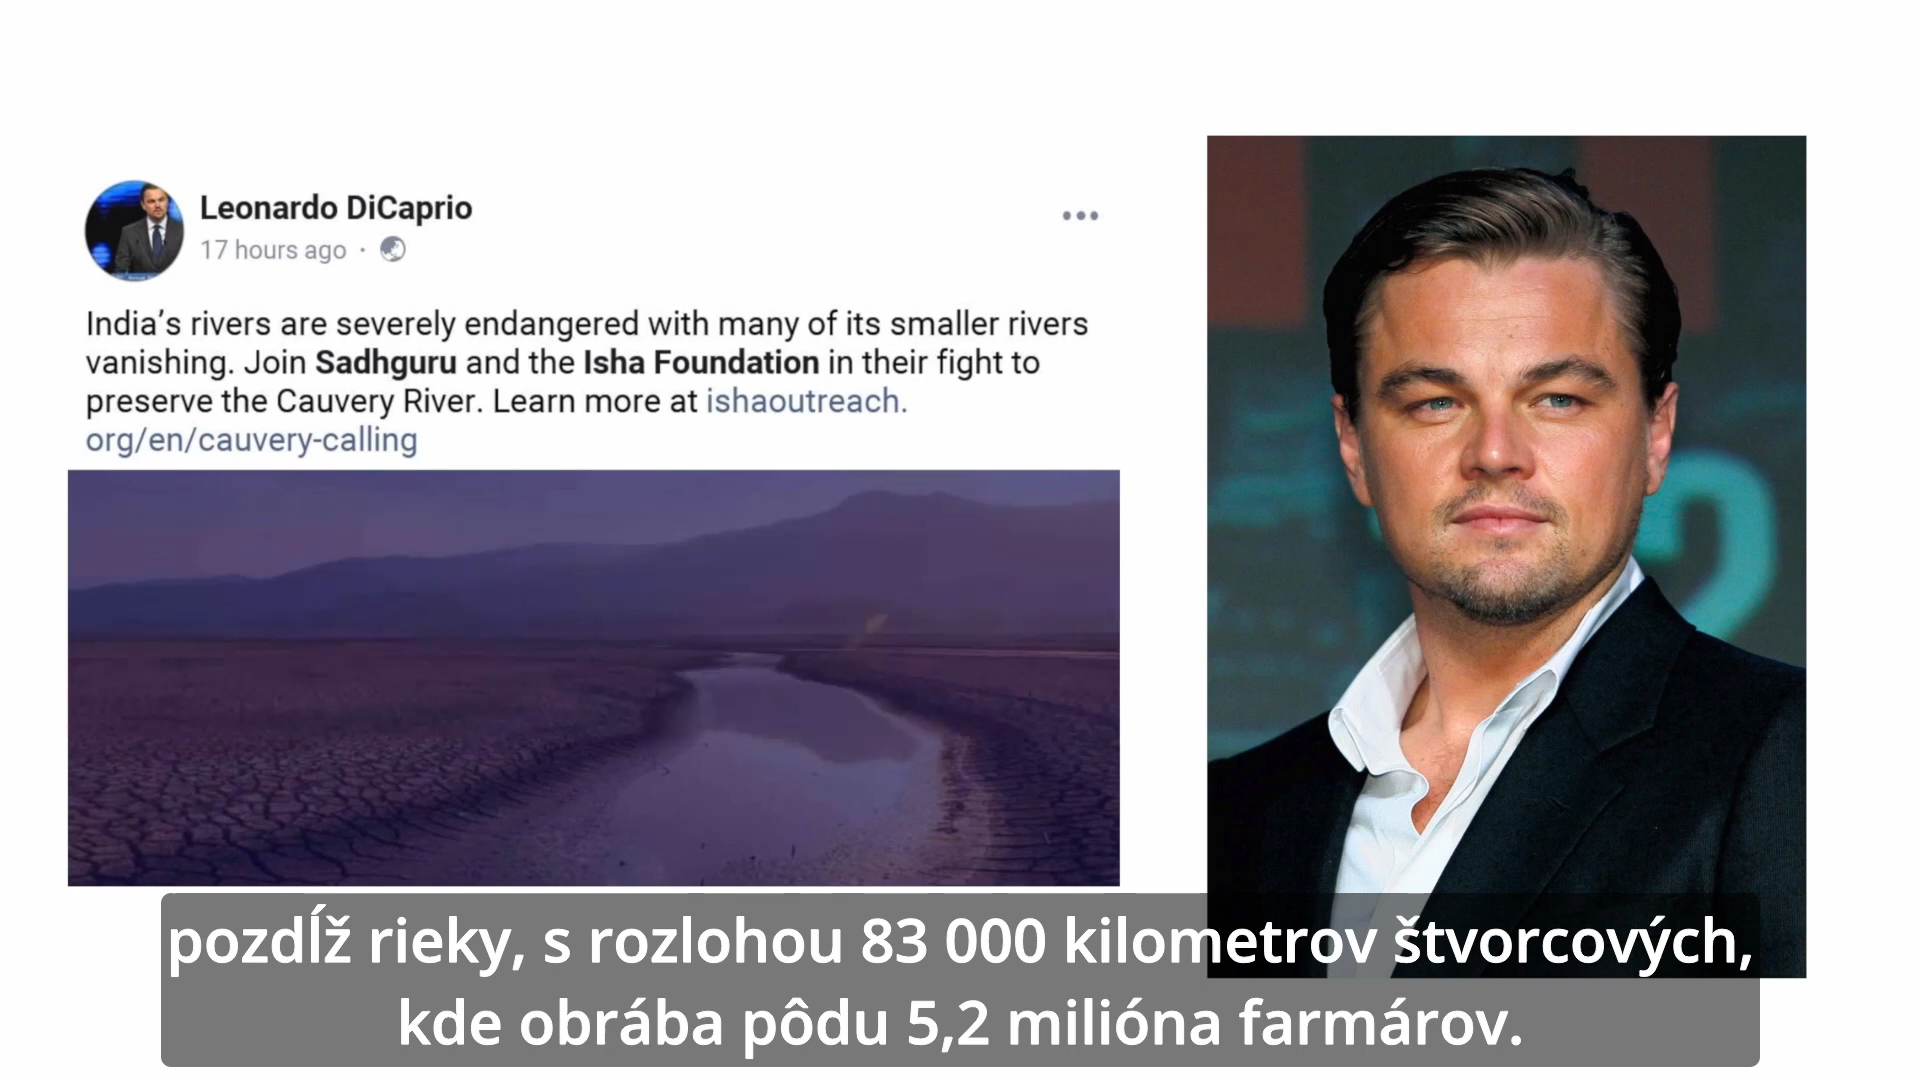 Leonardo DiCaprio
17 hours ago ·
India’s rivers are severely endangered with many of its smaller rivers
vanishing. Join Sadhguru and the Isha Foundation in their fight to
preserve the Cauvery River. Learn more at ishaoutreach.
org/en/cauvery-calling
2
pozdĺž rieky, s rozlohou 83 000 kilometrov štvorcových,
kde obrába pôdu 5,2 milióna farmárov.